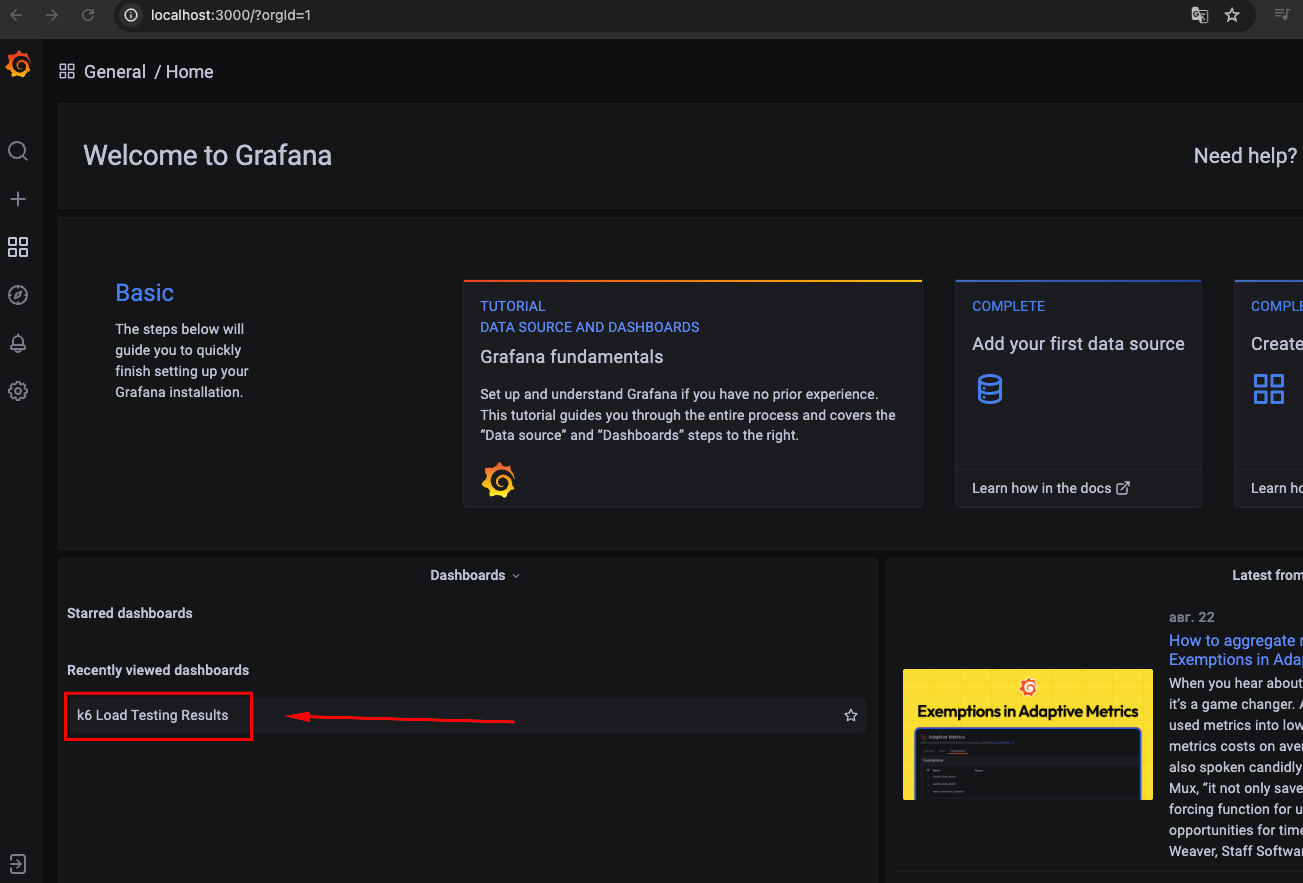 localhost:3000/?orgId=1
General / Home
Welcome to Grafana
Need help?
Basic
The steps below will
guide you to quickly
finish setting up your
Grafana installation.
TUTORIAL
DATA SOURCE AND DASHBOARDS
Grafana fundamentals
Set up and understand Grafana if you have no prior experience.
This tutorial guides you through the entire process and covers the
“Data source” and “Dashboards” steps to the right.
COMPLETE
Add your first data source
Learn how in the docs
COMPLE
Create
Learn ho
Dashboards
Starred dashboards
Recently viewed dashboards
k6 Load Testing Results
Latest from
авг. 22
How to aggregate
Exemptions in Ada
When you hear about
it’s a game changer.
used metrics into low
metrics costs on aver
also spoken candidly
Mux, “it not only save
forcing function for u
opportunities for time
Weaver, Staff Softwar
Exemptions in Adaptive Metrics
Adaptive Metrics